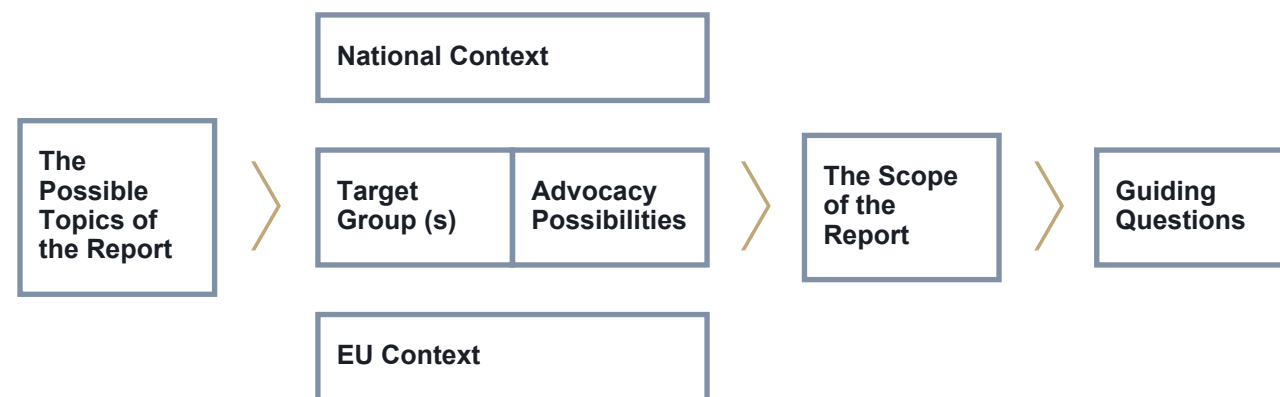 National Context
The
Possible
Topics of
the Report
Target
Group (s)
Advocacy
Possibilities
The Scope
of the
Report
Guiding
Questions
EU Context